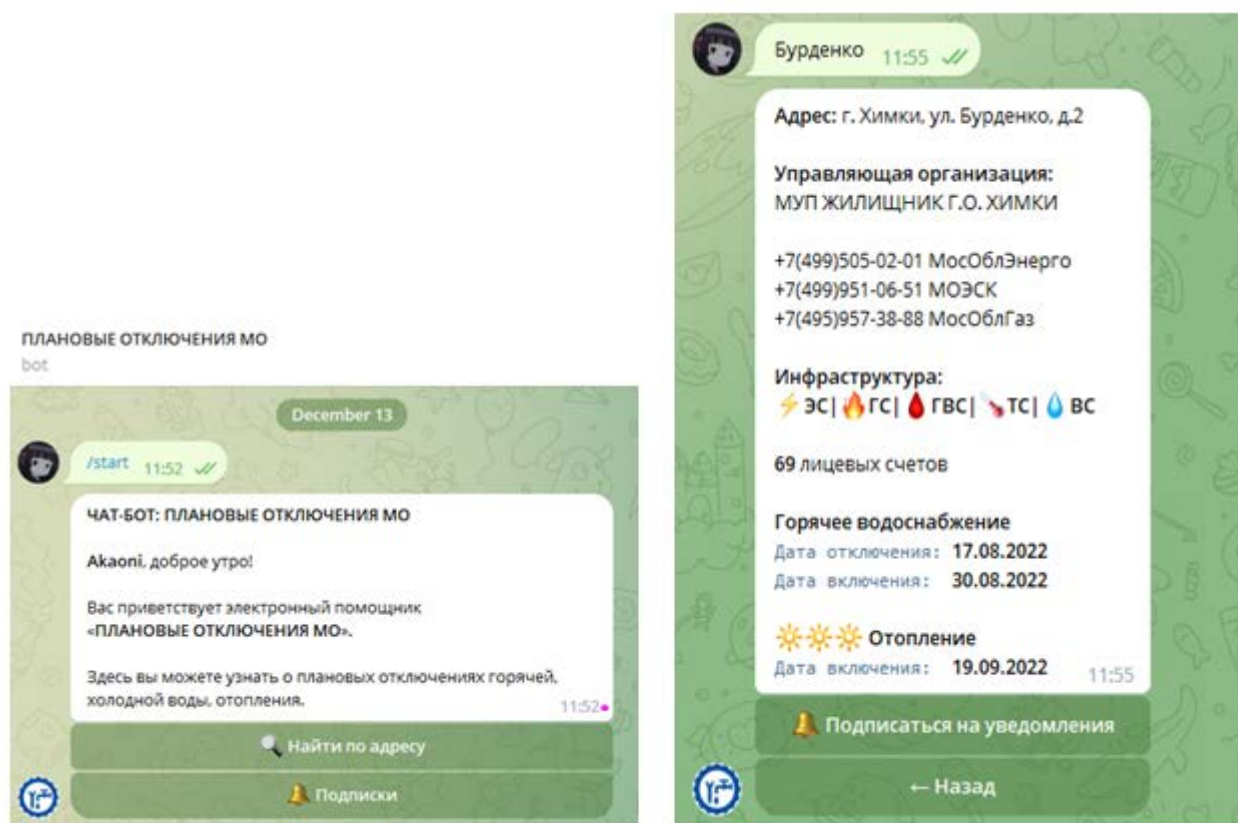 ПЛАНОВЫЕ ОТКЛЮЧЕНИЯ МО
bot
December 13
/start 11:52
ЧАТ-БОТ: ПЛАНОВЫЕ ОТКЛЮЧЕНИЯ МО
Akaoni, доброе утро!
Вас приветствует электронный помощник
«ПЛАНОВЫЕ ОТКЛЮЧЕНИЯ МО».
Здесь вы можете узнать о плановых отключениях горячей,
холодной воды, отопления.
11:52
Найти по адресу
Подписки
Бурденко 11:55
Адрес: г. Химки, ул. Бурденко, д.2
Управляющая организация:
МУП ЖИЛИЩНИК Г.О. ХИМКИ
+7(499)505-02-01 МосОблЭнерго
+7(499)951-06-51 МОЭСК
+7(495)957-38-88 МосОблГаз
Инфраструктура:
⚡ ЭС| 🔥 ГС| 🩸 ГВС| 🌡 ТС| 💧 ВС
69 лицевых счетов
Горячее водоснабжение
Дата отключения: 17.08.2022
Дата включения: 30.08.2022
Отопление
Дата включения: 19.09.2022
11:55
Подписаться на уведомления
← Назад